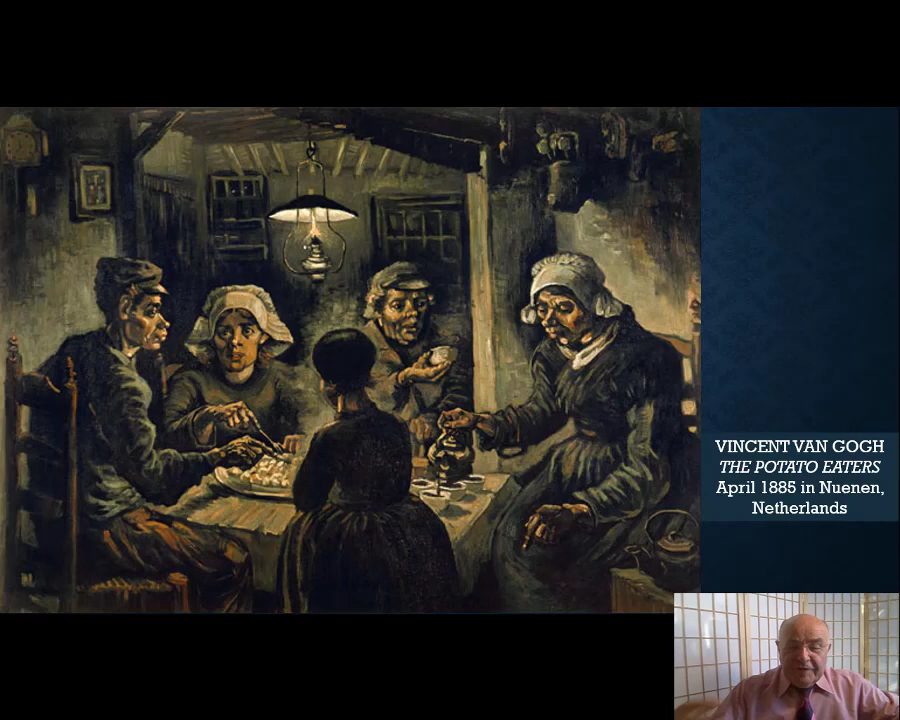 VINCENT VAN GOGH
THE POTATO EATERS
April 1885 in Nuenen,
Netherlands